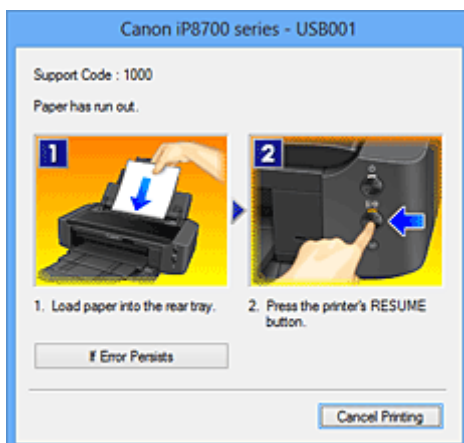 Canon iP8700 series - USB001
Support Code : 1000
Paper has run out.
1
2
1. Load paper into the rear tray.
2. Press the printer's RESUME
button.
If Error Persists
Cancel Printing